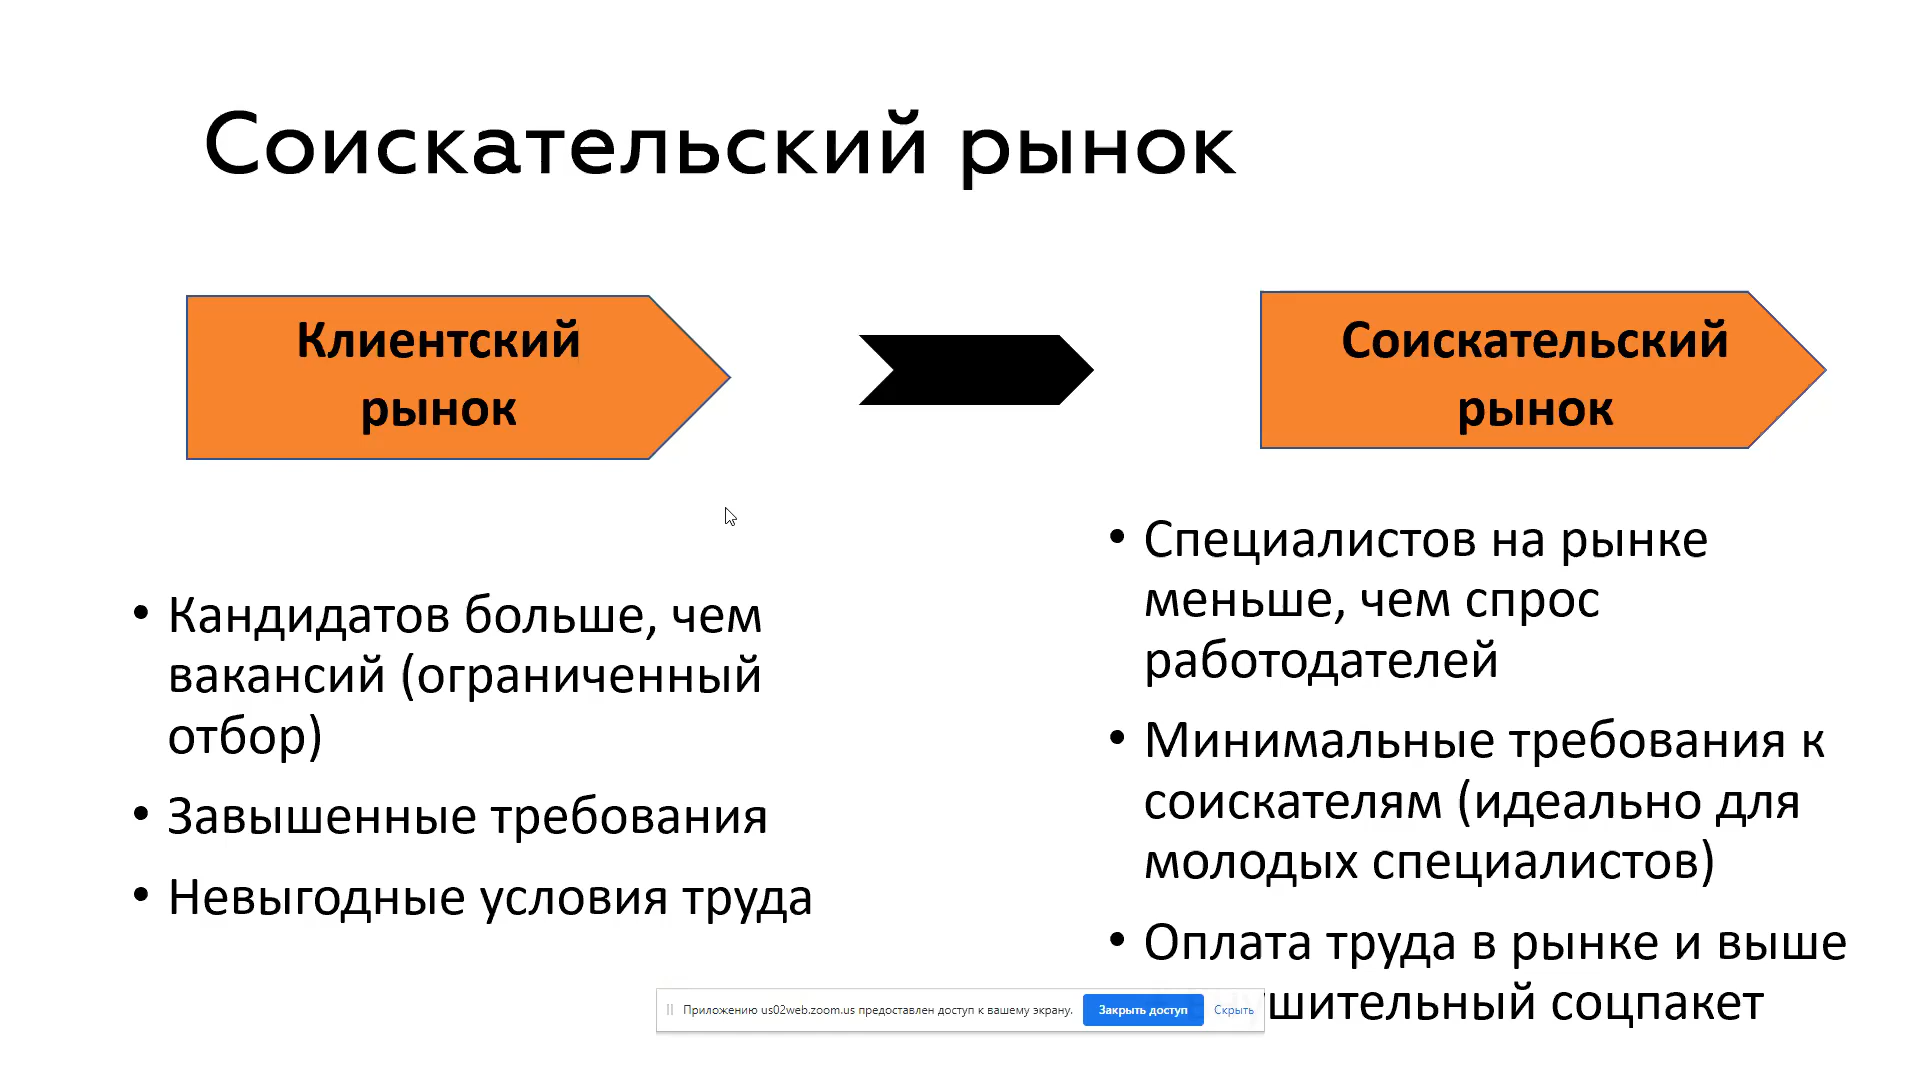 Соискательский рынок
Клиентский
рынок
Соискательский
рынок
• Кандидатов больше, чем
вакансий (ограниченный
отбор)
• Завышенные требования
• Невыгодные условия труда
• Специалистов на рынке
меньше, чем спрос
работодателей
• Минимальные требования к
соискателям (идеально для
молодых специалистов)
• Оплата труда в рынке и выше
соцпакет
Приложению us02web.zoom.us предоставлен доступ к вашему экрану.
Закрыть доступ
Скрыть